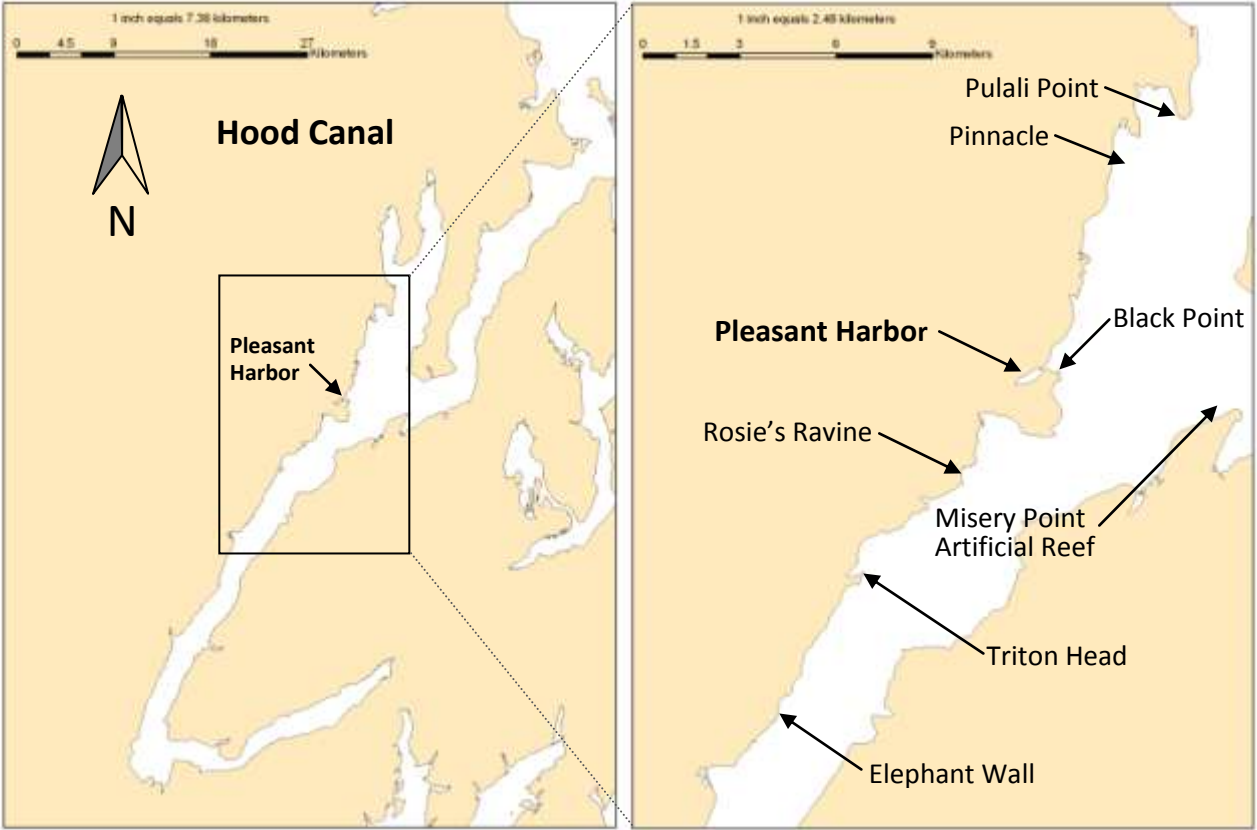 1 inch equals 7.38 kilometers
0 4.5 9 18 27
Kilometers
Hood Canal
N
Pleasant
Harbor
1 inch equals 2.48 kilometers
0 1.5 3 6 9
Kilometers
Pulali Point
Pinnacle
Pleasant Harbor
Black Point
Rosie’s Ravine
Misery Point
Artificial Reef
Triton Head
Elephant Wall